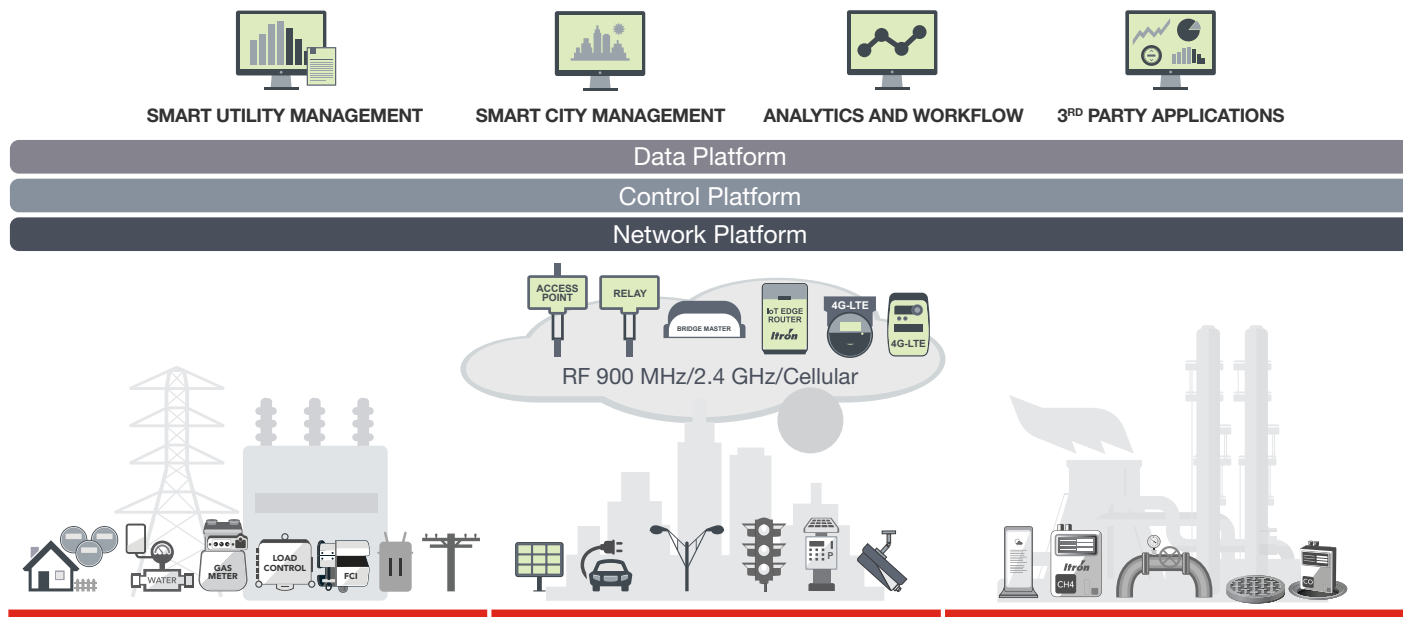 SMART UTILITY MANAGEMENT
SMART CITY MANAGEMENT
ANALYTICS AND WORKFLOW
3RD PARTY APPLICATIONS
Data Platform
Control Platform
Network Platform
ACCESS
POINT
RELAY
BRIDGE MASTER
IoT EDGE
ROUTER
Itrón
4G-LTE
4G-LTE
RF 900 MHz/2.4 GHz/Cellular
WATER
GAS
METER
LOAD
CONTROL
FCI
P
Itrón
CH4
CO